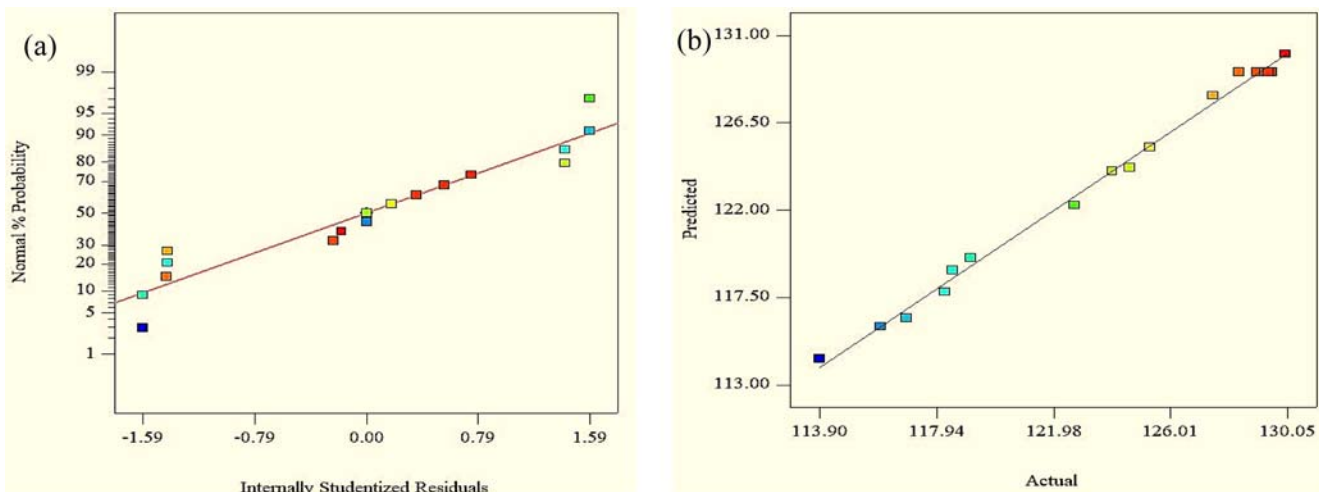 (a)
Normal % Probability
99
95
90
80
70
50
30
20
10
5
1
-1.59 -0.79 0.00 0.79 1.59
Internally Studentized Residuals
(b)
Predicted
131.00
126.50
122.00
117.50
113.00
113.90 117.94 121.98 126.01 130.05
Actual